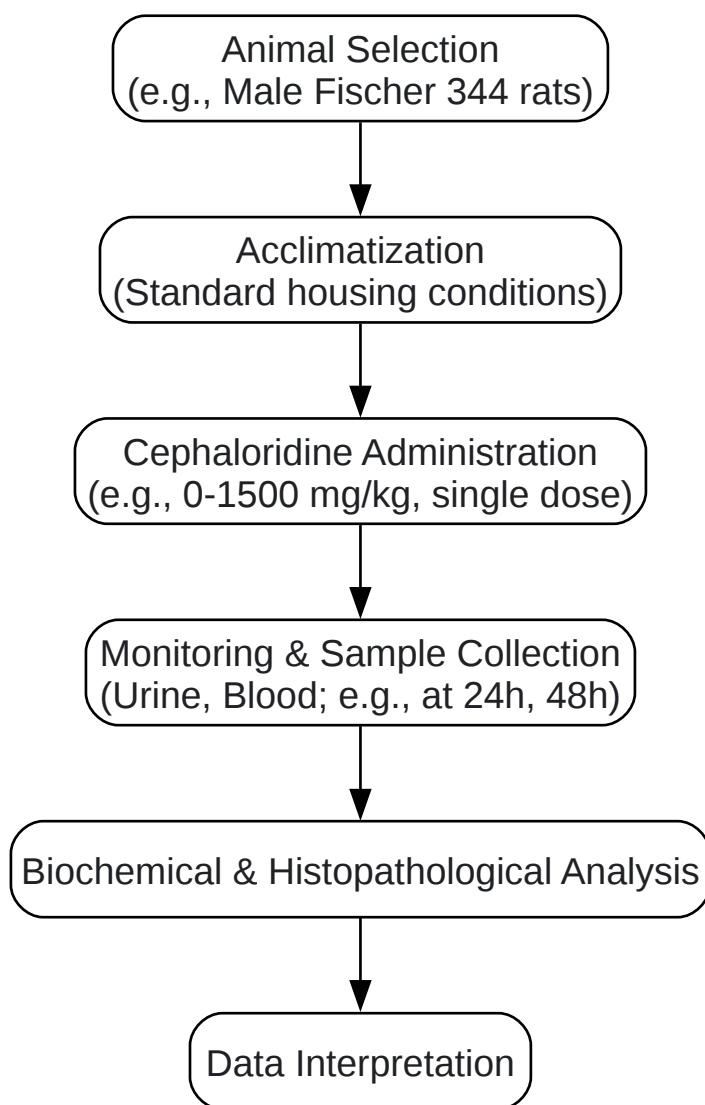 Animal Selection
(e.g., Male Fischer 344 rats)
Acclimatization
(Standard housing conditions)
Cephaloridine Administration
(e.g., 0-1500 mg/kg, single dose)
Monitoring & Sample Collection
(Urine, Blood; e.g., at 24h, 48h)
Biochemical & Histopathological Analysis
Data Interpretation